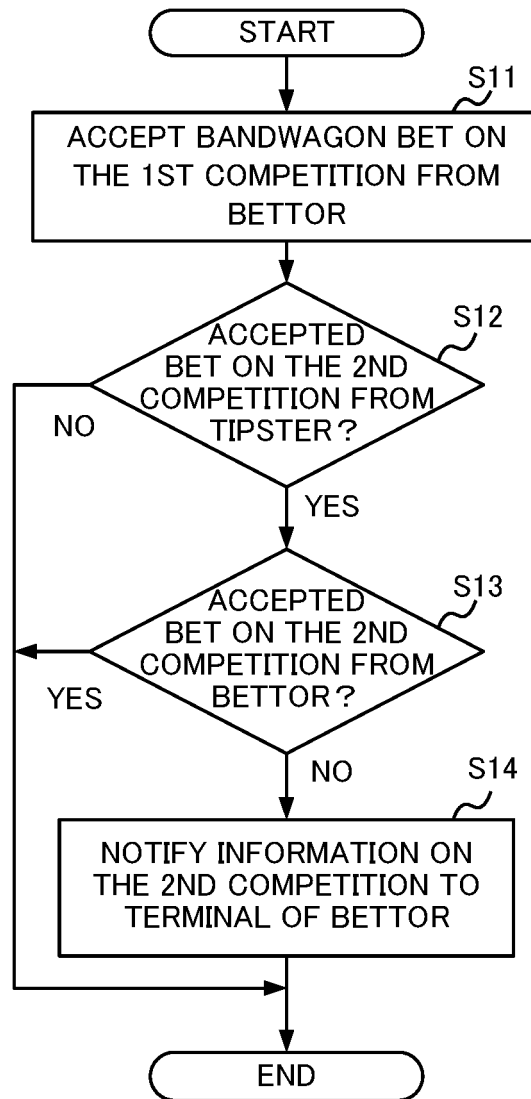 START
S11
ACCEPT BANDWAGON BET ON
THE 1ST COMPETITION FROM
BETTOR
S12
ACCEPTED
BET ON THE 2ND
COMPETITION FROM
TIPSTER?
NO
YES
S13
ACCEPTED
BET ON THE 2ND
COMPETITION FROM
BETTOR?
YES
NO
S14
NOTIFY INFORMATION ON
THE 2ND COMPETITION TO
TERMINAL OF BETTOR
END